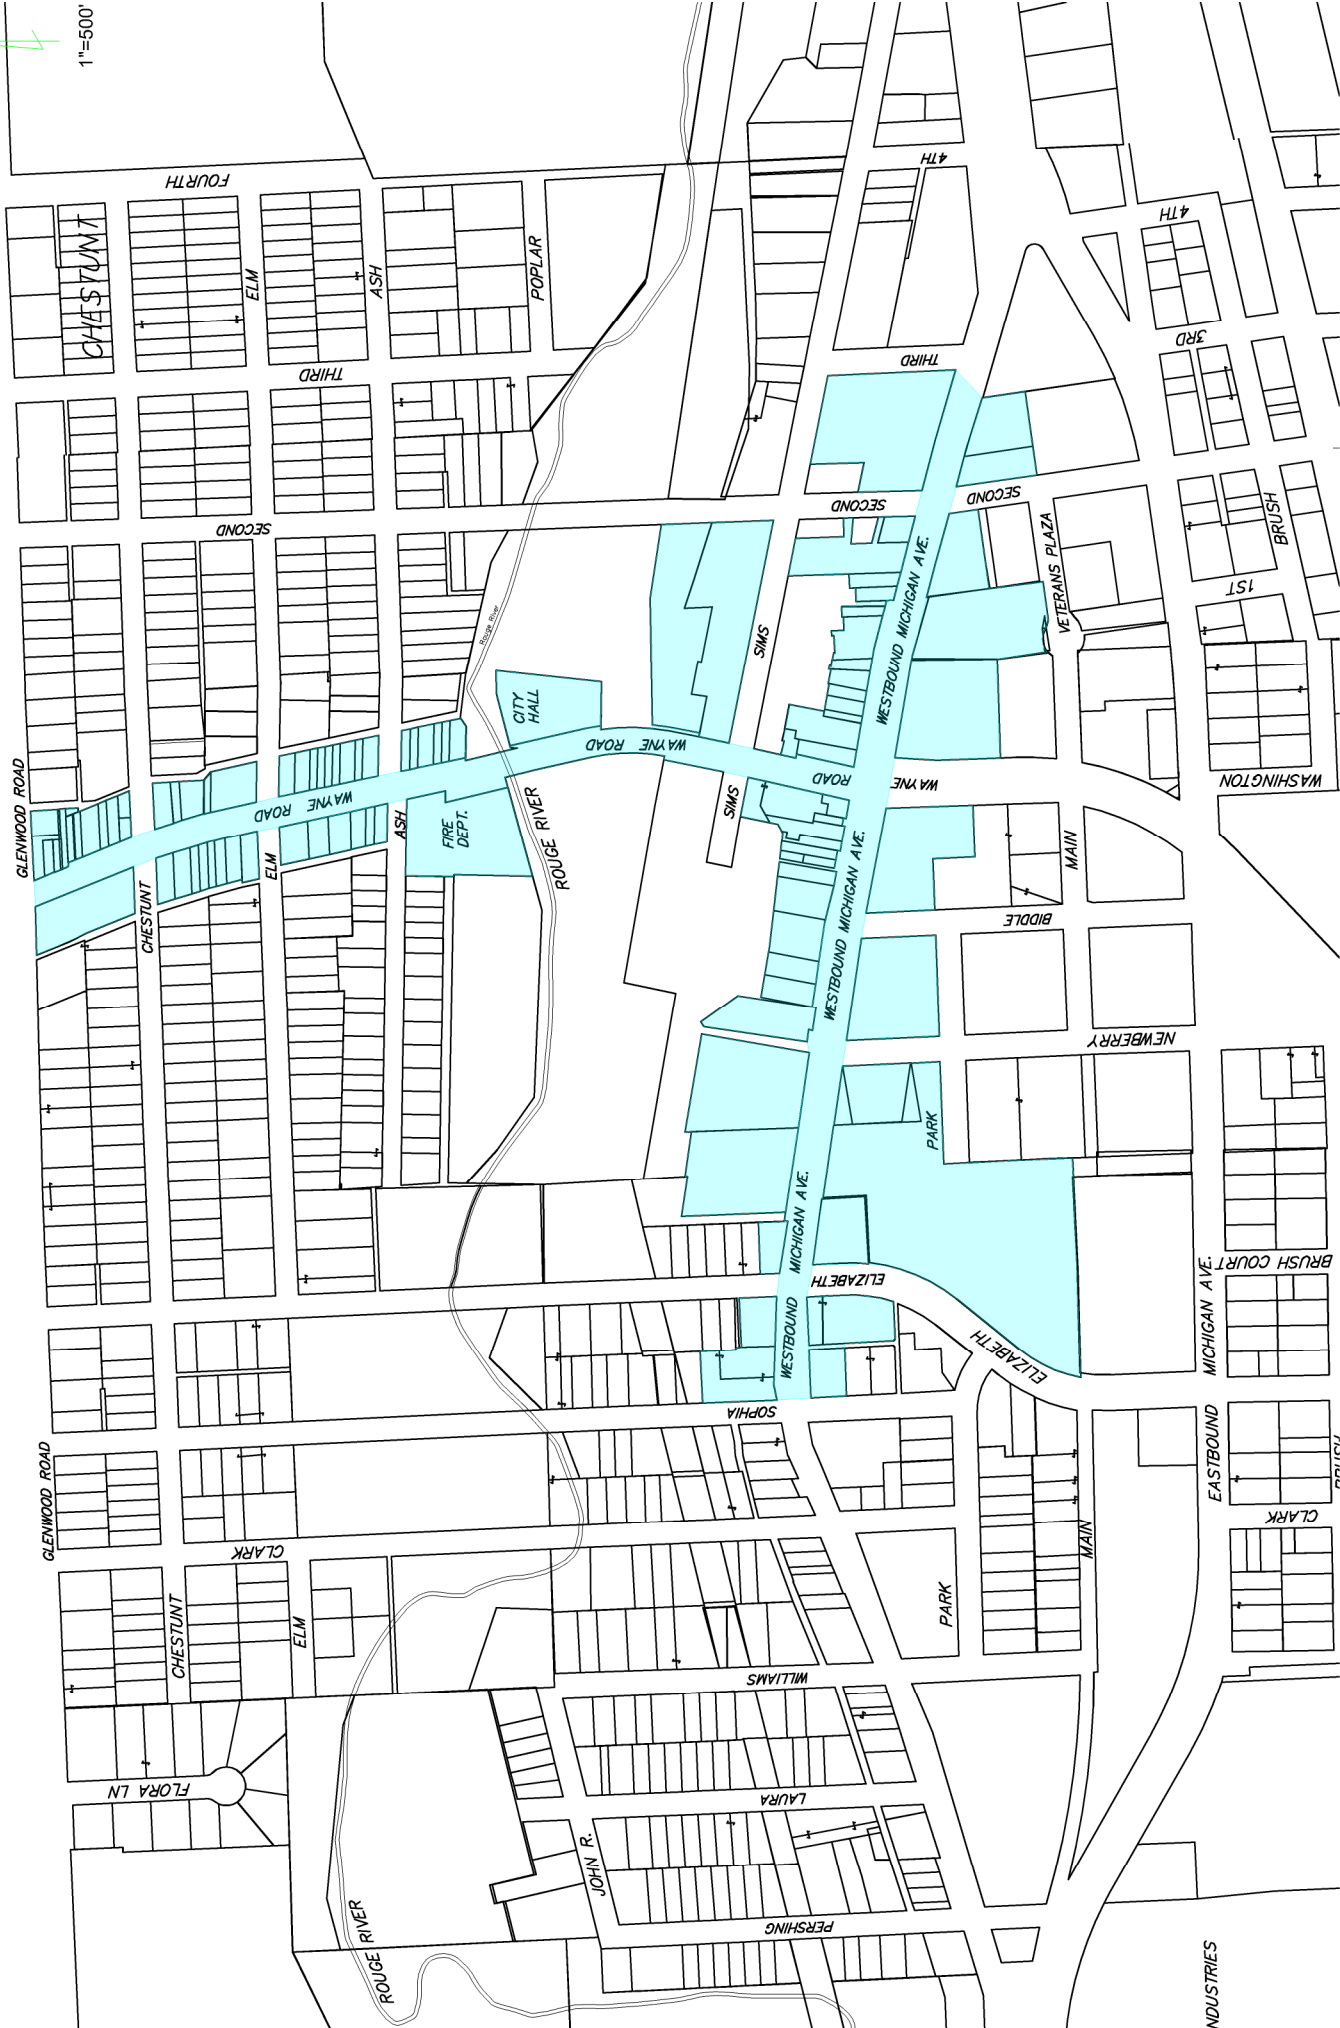 1"=500'
FOURTH
CHESTUNT
ELM
ASH
POPLAR
4TH
4TH
3RD
THIRD
THIRD
SECOND
SECOND
SECOND
VETERANS PLAZA
BRUSH
1ST
Rouge River
SIMS
WESTBOUND MICHIGAN AVE.
CITY
HALL
WAYNE ROAD
WAYNE
ROAD
WASHINGTON
GLENWOOD ROAD
WAYNE ROAD
SIMS
ASH
FIRE
DEPT.
ROUGE RIVER
ELM
MAIN
WESTBOUND MICHIGAN AVE.
CHESTUNT
BIDDLE
NEWBERRY
PARK
WESTBOUND MICHIGAN AVE.
ELIZABETH
BRUSH COURT
MICHIGAN AVE.
ELIZABETH
SOPHIA
EASTBOUND
GLENWOOD ROAD
BRUSH
CLARK
CLARK
MAIN
PARK
CHESTUNT
ELM
WILLIAMS
FLORA LN
LAURA
JOHN R.
PERSHING
ROUGE RIVER
NDUSTRIES